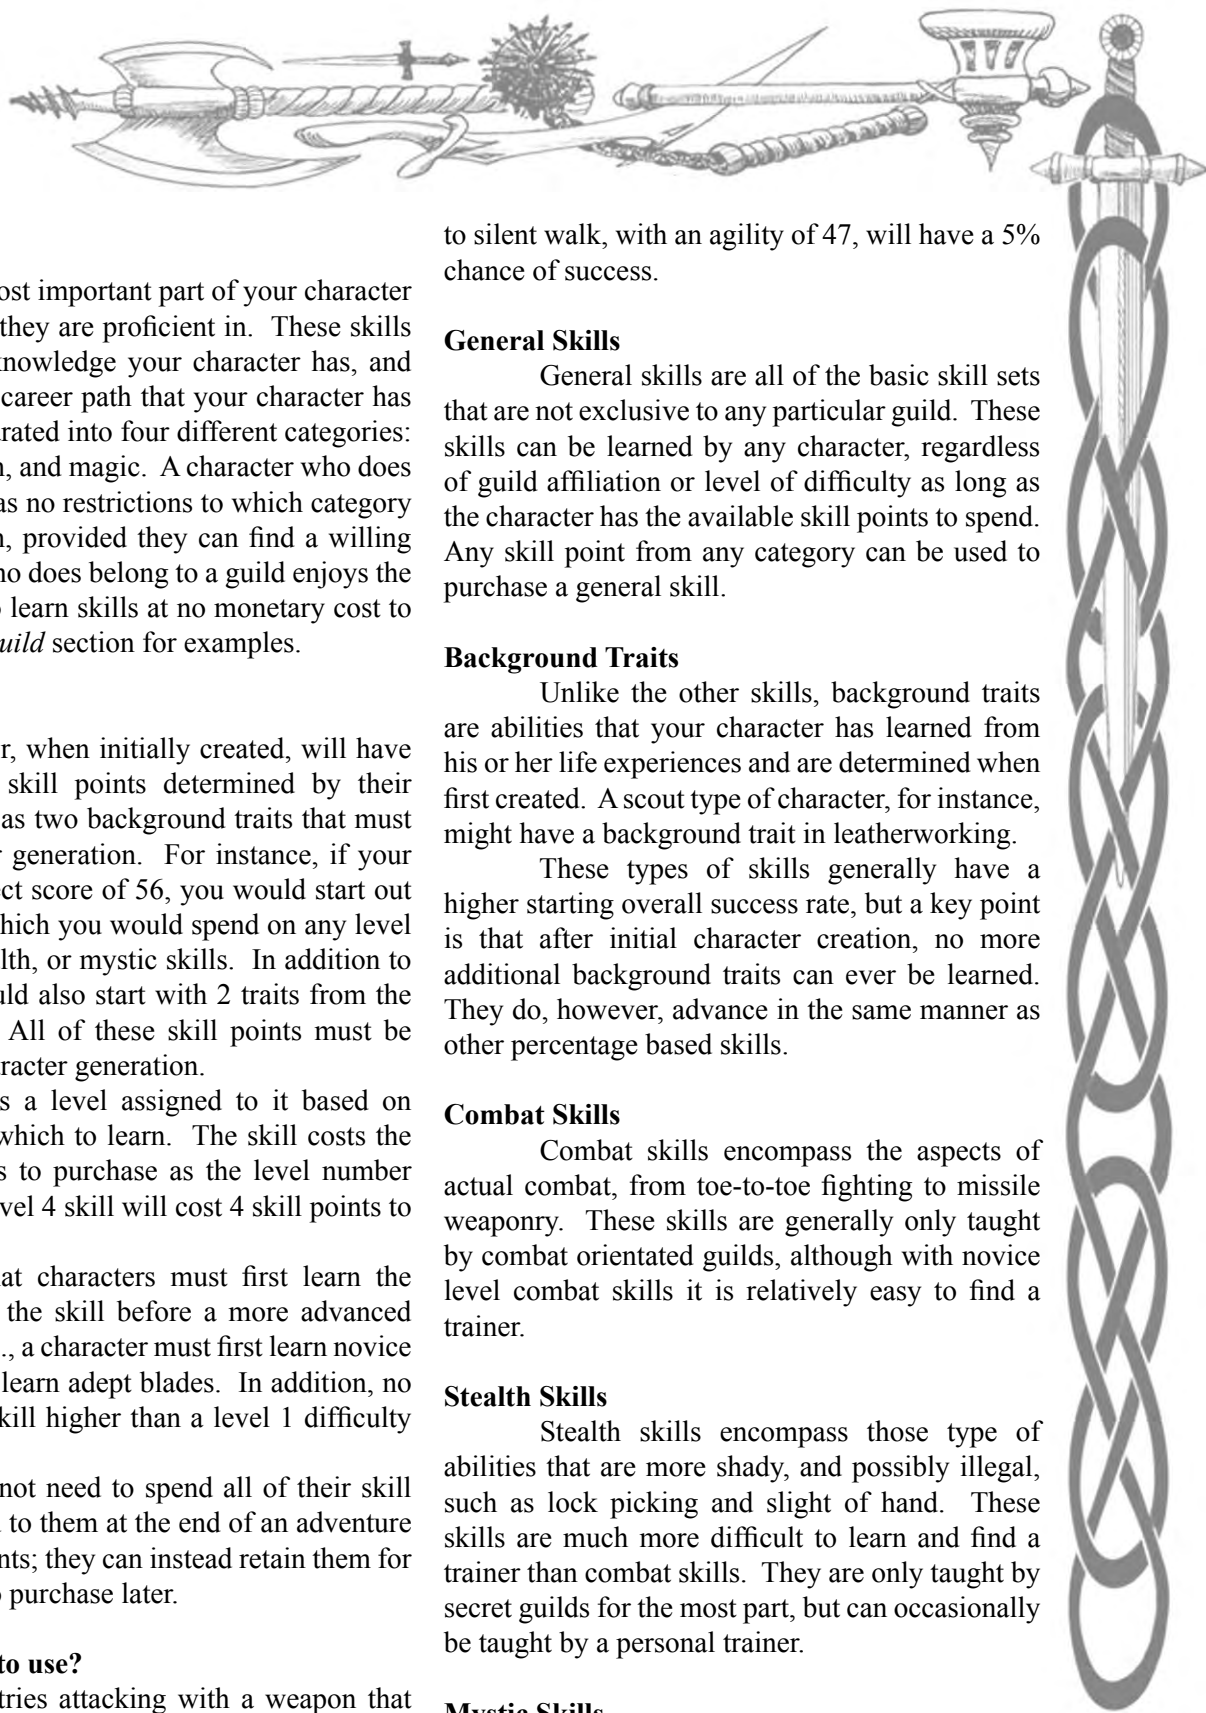 ost important part of your character
they are proficient in. These skills
nowledge your character has, and
career path that your character has
rated into four different categories:
n, and magic. A character who does
as no restrictions to which category
n, provided they can find a willing
ho does belong to a guild enjoys the
o learn skills at no monetary cost to
uild section for examples.
r, when initially created, will have
skill points determined by their
as two background traits that must
r generation. For instance, if your
ect score of 56, you would start out
hich you would spend on any level
lth, or mystic skills. In addition to
uld also start with 2 traits from the
All of these skill points must be
aracter generation.
s a level assigned to it based on
which to learn. The skill costs the
s to purchase as the level number
vel 4 skill will cost 4 skill points to
at characters must first learn the
the skill before a more advanced
., a character must first learn novice
learn adept blades. In addition, no
kill higher than a level 1 difficulty
not need to spend all of their skill
d to them at the end of an adventure
nts; they can instead retain them for
o purchase later.
to use?
tries attacking with a weapon that
to silent walk, with an agility of 47, will have a 5%
chance of success.
General Skills
General skills are all of the basic skill sets
that are not exclusive to any particular guild. These
skills can be learned by any character, regardless
of guild affiliation or level of difficulty as long as
the character has the available skill points to spend.
Any skill point from any category can be used to
purchase a general skill.
Background Traits
Unlike the other skills, background traits
are abilities that your character has learned from
his or her life experiences and are determined when
first created. A scout type of character, for instance,
might have a background trait in leatherworking.
These types of skills generally have a
higher starting overall success rate, but a key point
is that after initial character creation, no more
additional background traits can ever be learned.
They do, however, advance in the same manner as
other percentage based skills.
Combat Skills
Combat skills encompass the aspects of
actual combat, from toe-to-toe fighting to missile
weaponry. These skills are generally only taught
by combat orientated guilds, although with novice
level combat skills it is relatively easy to find a
trainer.
Stealth Skills
Stealth skills encompass those type of
abilities that are more shady, and possibly illegal,
such as lock picking and slight of hand. These
skills are much more difficult to learn and find a
trainer than combat skills. They are only taught by
secret guilds for the most part, but can occasionally
be taught by a personal trainer.
Mystic Skills